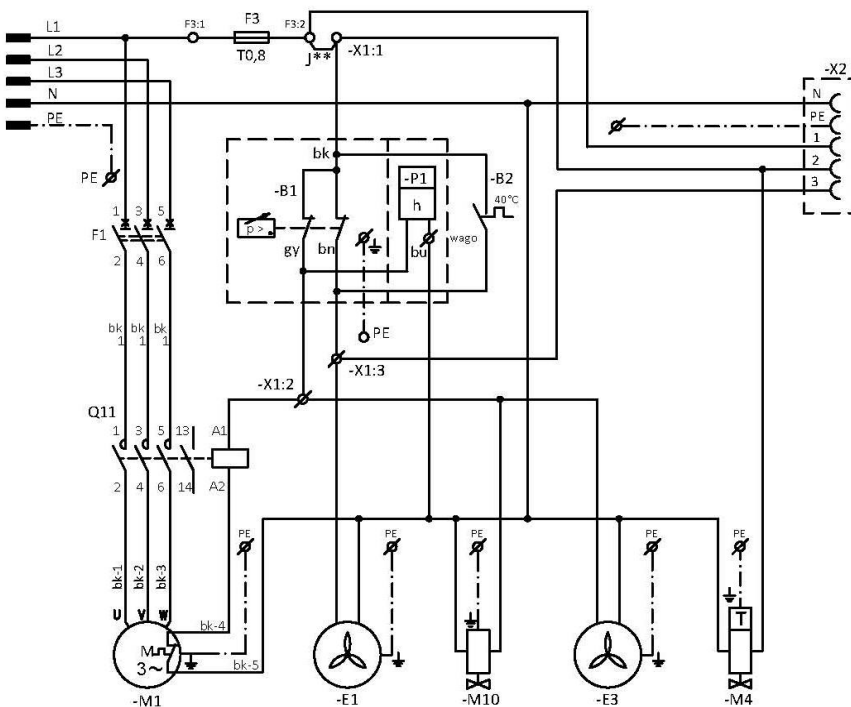 L1
F3:1
F3
F3:2
T0,8
J**
-X1:1
L2
L3
N
PE
-X2
N
PE
1
2
3
PE
bk
-B1
-P1
h
-B2
40°C
wago
p >
gy
bn
bu
PE
F1
1 3 5
2 4 6
bk 1
bk 1
bk 1
-X1:3
-X1:2
Q11
1 3 5 13
A1
2 4 6 14
A2
PE
PE
PE
PE
PE
bk-1
bk-2
bk-3
U V W
bk-4
M
3~
bk-5
T
-M1
-E1
-M10
-E3
-M4